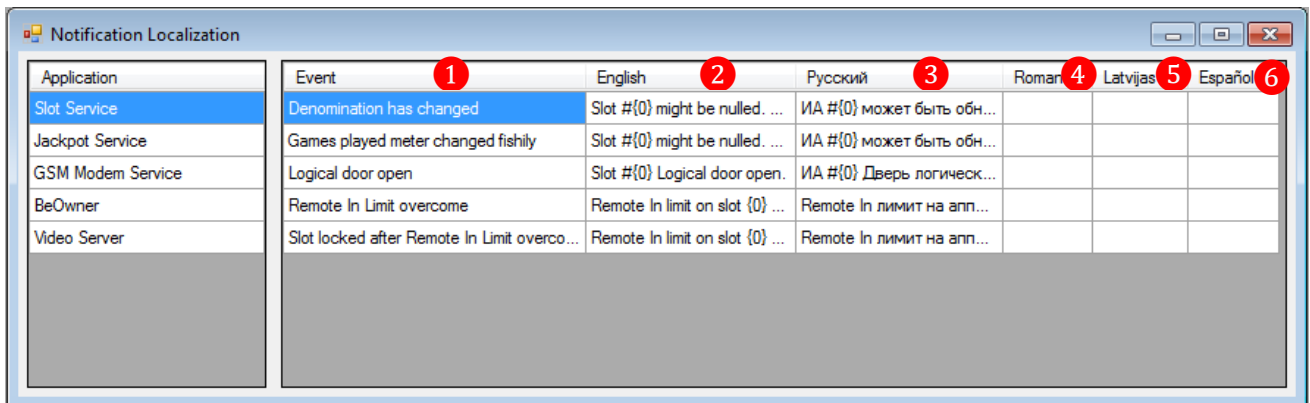 Notification Localization
Application
Event 1 English 2 Русский 3 Roman 4 Latvijas 5 Español 6
Slot Service
Denomination has changed Slot #{0} might be nulled. ... ИА #{0} может быть обн...
Jackpot Service
Games played meter changed fishily Slot #{0} might be nulled. ... ИА #{0} может быть обн...
GSM Modem Service
Logical door open Slot #{0} Logical door open. ИА #{0} Дверь логическ...
BeOwner
Remote In Limit overcome Remote In limit on slot {0} ... Remote In лимит на апп...
Video Server
Slot locked after Remote In Limit overco... Remote In limit on slot {0} ... Remote In лимит на апп...